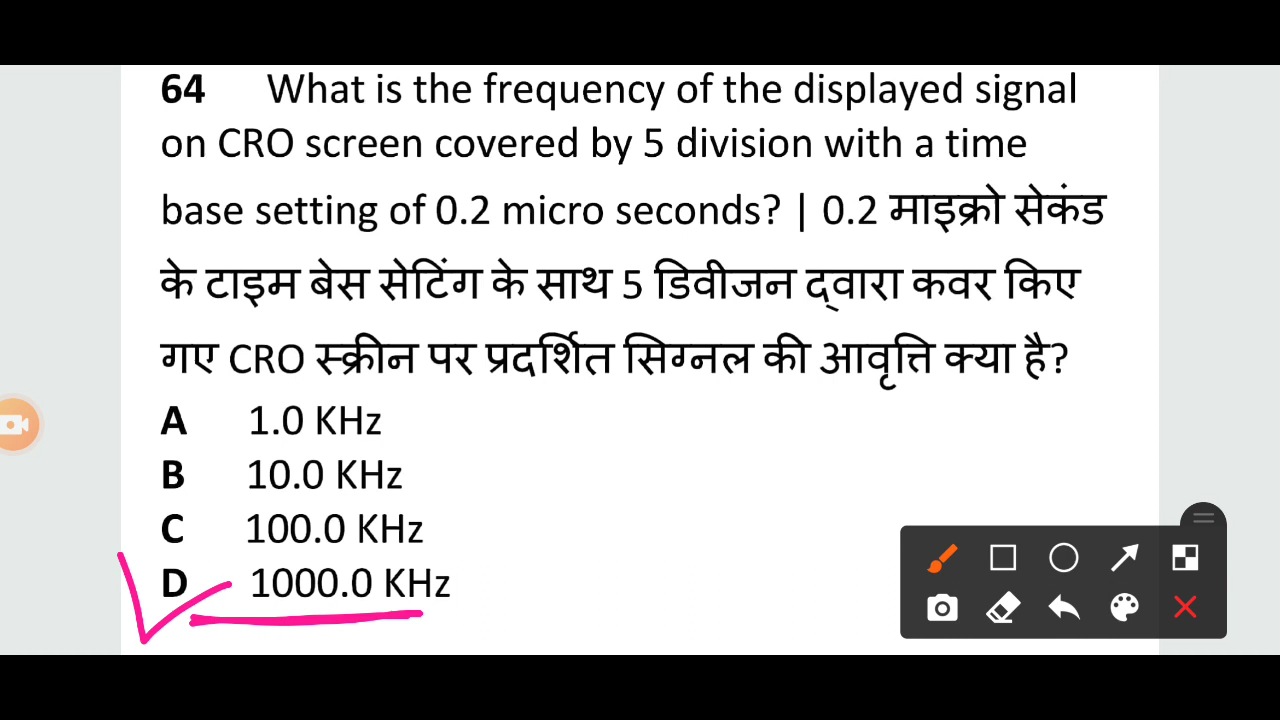 64 What is the frequency of the displayed signal
on CRO screen covered by 5 division with a time
base setting of 0.2 micro seconds? | 0.2 माइक्रो सेकंड
के टाइम बेस सेटिंग के साथ 5 डिवीजन द्वारा कवर किए
गए CRO स्क्रीन पर प्रदर्शित सिग्नल की आवृत्ति क्या है?
A 1.0 KHz
B 10.0 KHz
C 100.0 KHz
D 1000.0 KHz